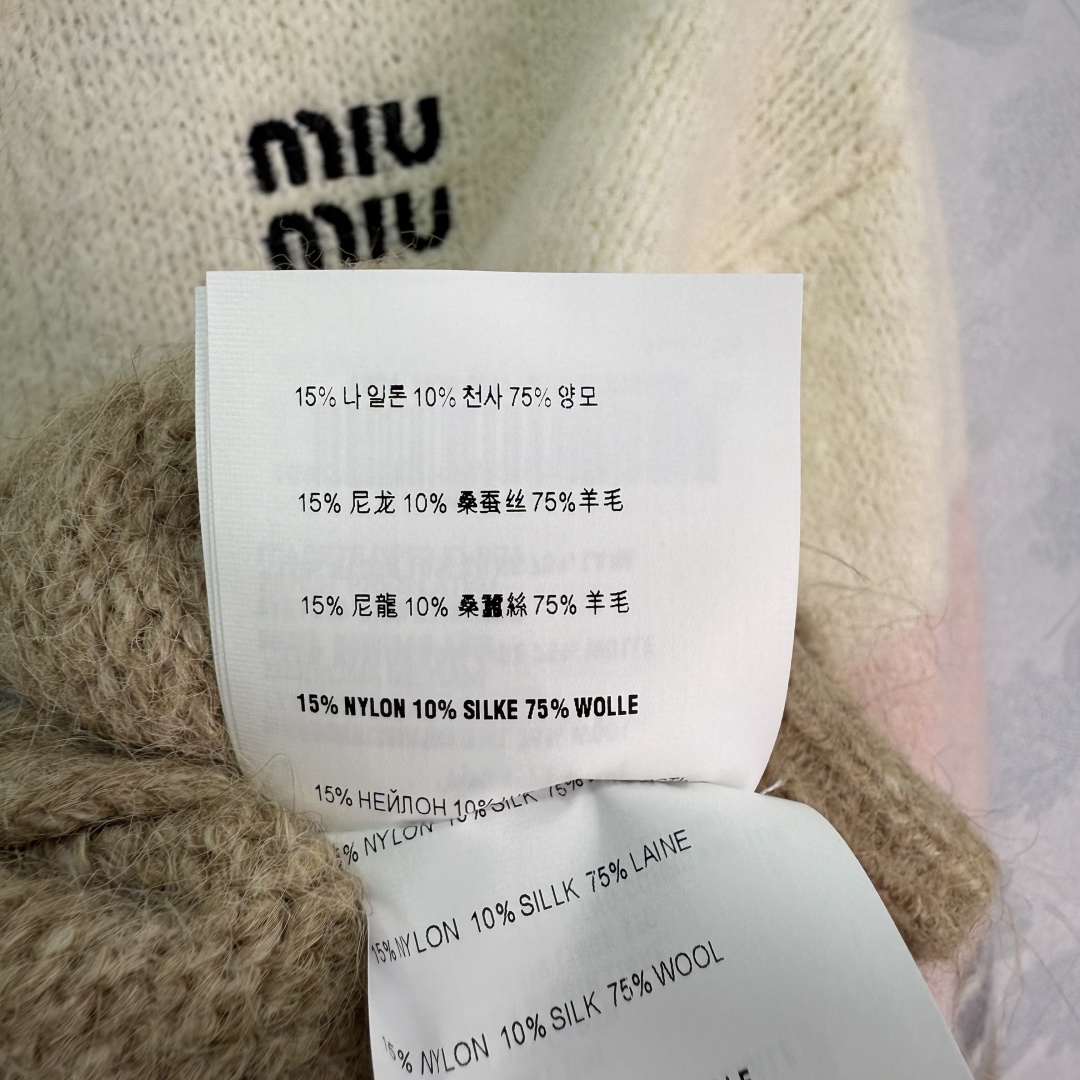 MIU
MIU
15% 나일론 10% 천사 75% 양모
15% 尼龙 10% 桑蚕丝 75%羊毛
15% 尼龍 10% 桑蠶絲 75% 羊毛
15% NYLON 10% SILKE 75% WOLLE
15% НЕЙЛОН 10% SILK 75%
% NYLON 10% SILK
15% NYLON 10% SILLK 75% LAINE
15% NYLON 10% SILK 75% WOOL